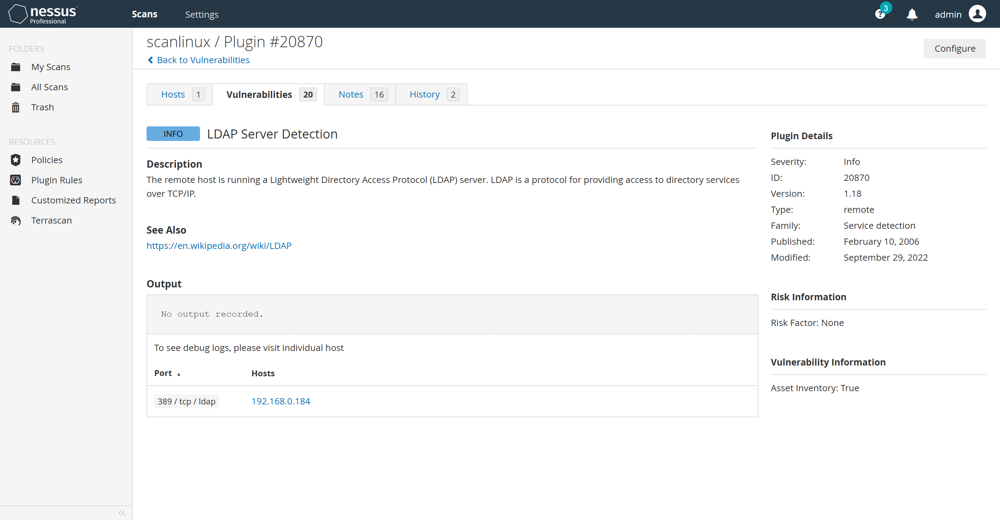 nessus
Professional
Scans
Settings
3
admin
FOLDERS
My Scans
All Scans
Trash
RESOURCES
Policies
Plugin Rules
Customized Reports
Terrascan
scanlinux / Plugin #20870
Back to Vulnerabilities
Configure
Hosts 1
Vulnerabilities 20
Notes 16
History 2
INFO LDAP Server Detection
Description
The remote host is running a Lightweight Directory Access Protocol (LDAP) server. LDAP is a protocol for providing access to directory services
over TCP/IP.
See Also
https://en.wikipedia.org/wiki/LDAP
Output
No output recorded.
To see debug logs, please visit individual host
Port Hosts
389 / tcp / ldap 192.168.0.184
Plugin Details
Severity: Info
ID: 20870
Version: 1.18
Type: remote
Family: Service detection
Published: February 10, 2006
Modified: September 29, 2022
Risk Information
Risk Factor: None
Vulnerability Information
Asset Inventory: True